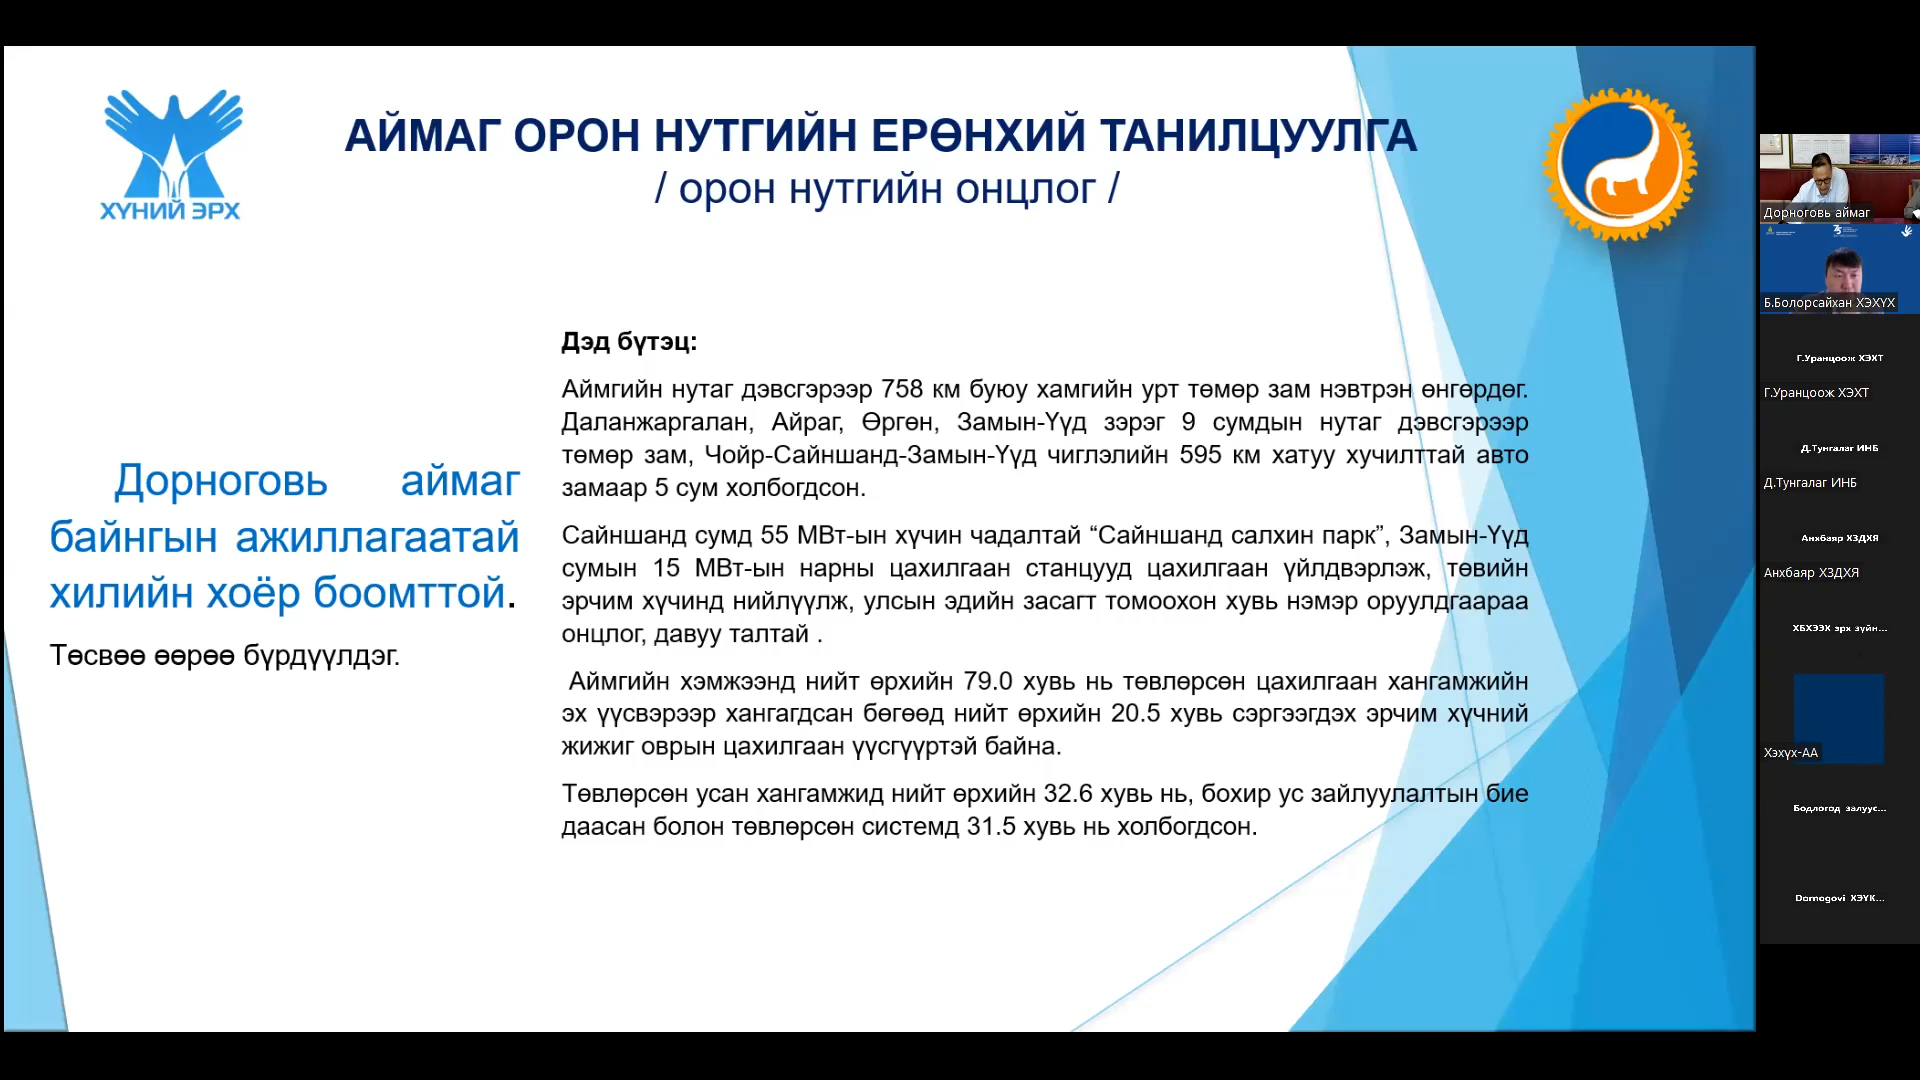 ХҮНИЙ ЭРХ
АЙМАГ ОРОН НУТГИЙН ЕРӨНХИЙ ТАНИЛЦУУЛГА
/ орон нутгийн онцлог /
Дорноговь аймаг
байнгын ажиллагаатай
хилийн хоёр боомттой.
Төсвөө өөрөө бүрдүүлдэг.
Дэд бүтэц:
Аймгийн нутаг дэвсгэрээр 758 км буюу хамгийн урт төмөр зам нэвтрэн өнгөрдөг.
Даланжаргалан, Айраг, Өргөн, Замын-Үүд зэрэг 9 сумдын нутаг дэвсгэрээр
төмөр зам, Чойр-Сайншанд-Замын-Үүд чиглэлийн 595 км хатуу хучилттай авто
замаар 5 сум холбогдсон.
Сайншанд сумд 55 МВт-ын хүчин чадалтай “Сайншанд салхин парк”, Замын-Үүд
сумын 15 МВт-ын нарны цахилгаан станцууд цахилгаан үйлдвэрлэж, төвийн
эрчим хүчинд нийлүүлж, улсын эдийн засагт томоохон хувь нэмэр оруулдгаараа
онцлог, давуу талтай .
Аймгийн хэмжээнд нийт өрхийн 79.0 хувь нь төвлөрсөн цахилгаан хангамжийн
эх үүсвэрээр хангагдсан бөгөөд нийт өрхийн 20.5 хувь сэргээгдэх эрчим хүчний
жижиг оврын цахилгаан үүсгүүртэй байна.
Төвлөрсөн усан хангамжид нийт өрхийн 32.6 хувь нь, бохир ус зайлуулалтын бие
даасан болон төвлөрсөн системд 31.5 хувь нь холбогдсон.
Дорноговь аймаг
Б.Болорсайхан ХЭХҮХ
Г.Уранцоож ХЭХТ
Г.Уранцоож ХЭХТ
Д.Тунгалаг ИНБ
Д.Тунгалаг ИНБ
Анхбаяр ХЗДХЯ
Анхбаяр ХЗДХЯ
ХБХЭЭХ эрх зүйн...
Хэхүх-АА
Бодлогод залуус...
Dornogovi ХЭҮК...